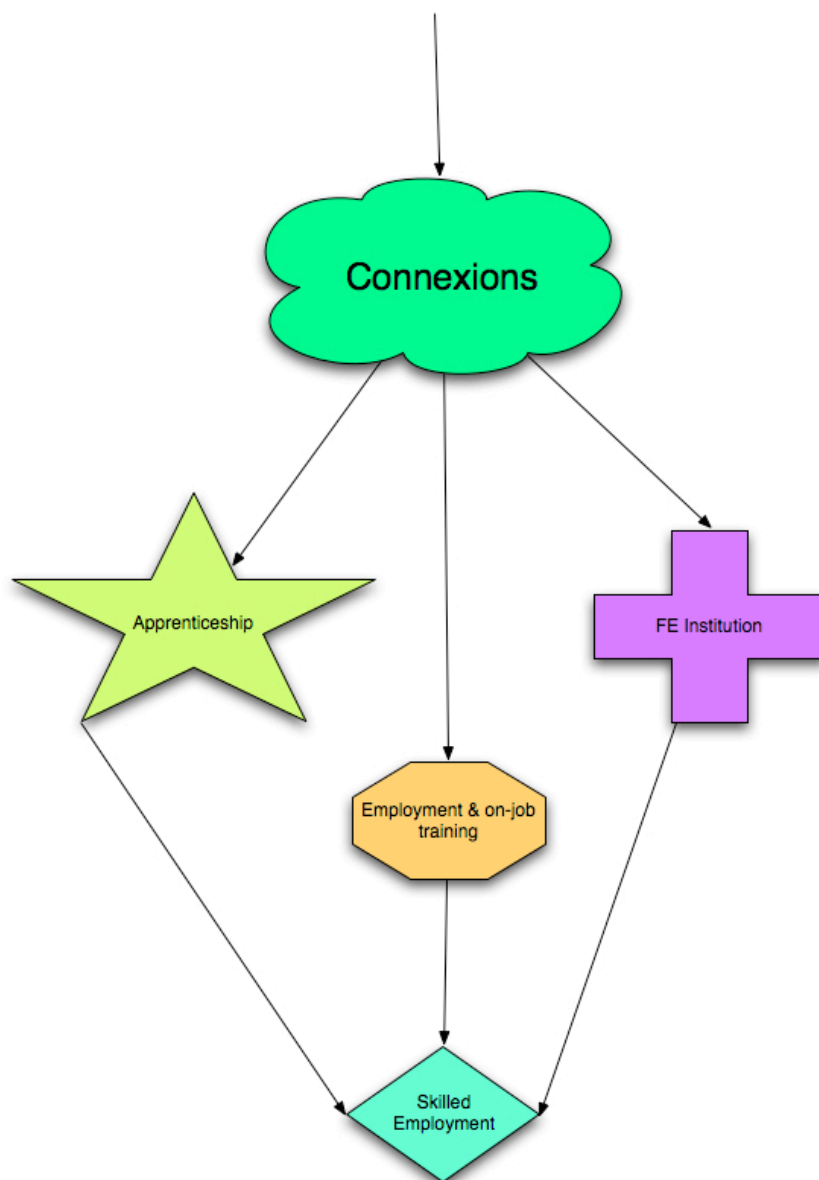 Connexions
Apprenticeship
FE Institution
Employment & on-job
training
Skilled
Employment